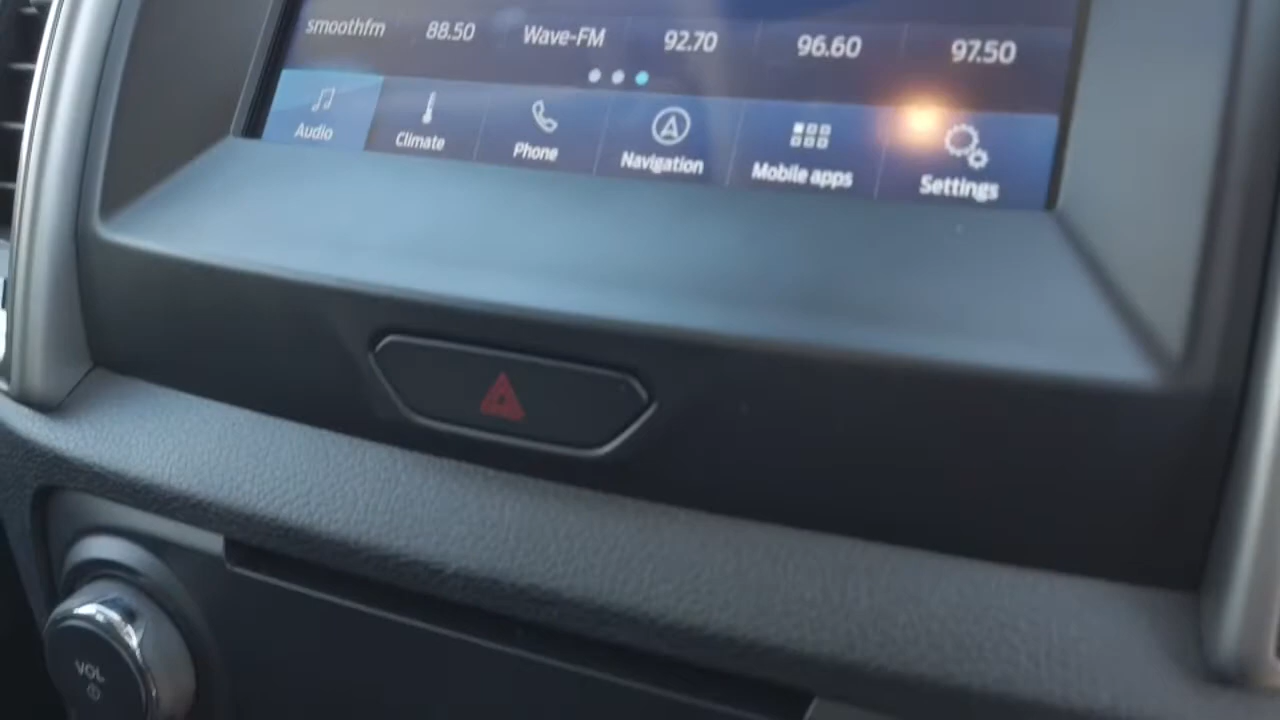 smoothfm 88.50 Wave-FM 92.70 96.60 97.50
Audio Climate Phone Navigation Mobile apps Settings
VOL